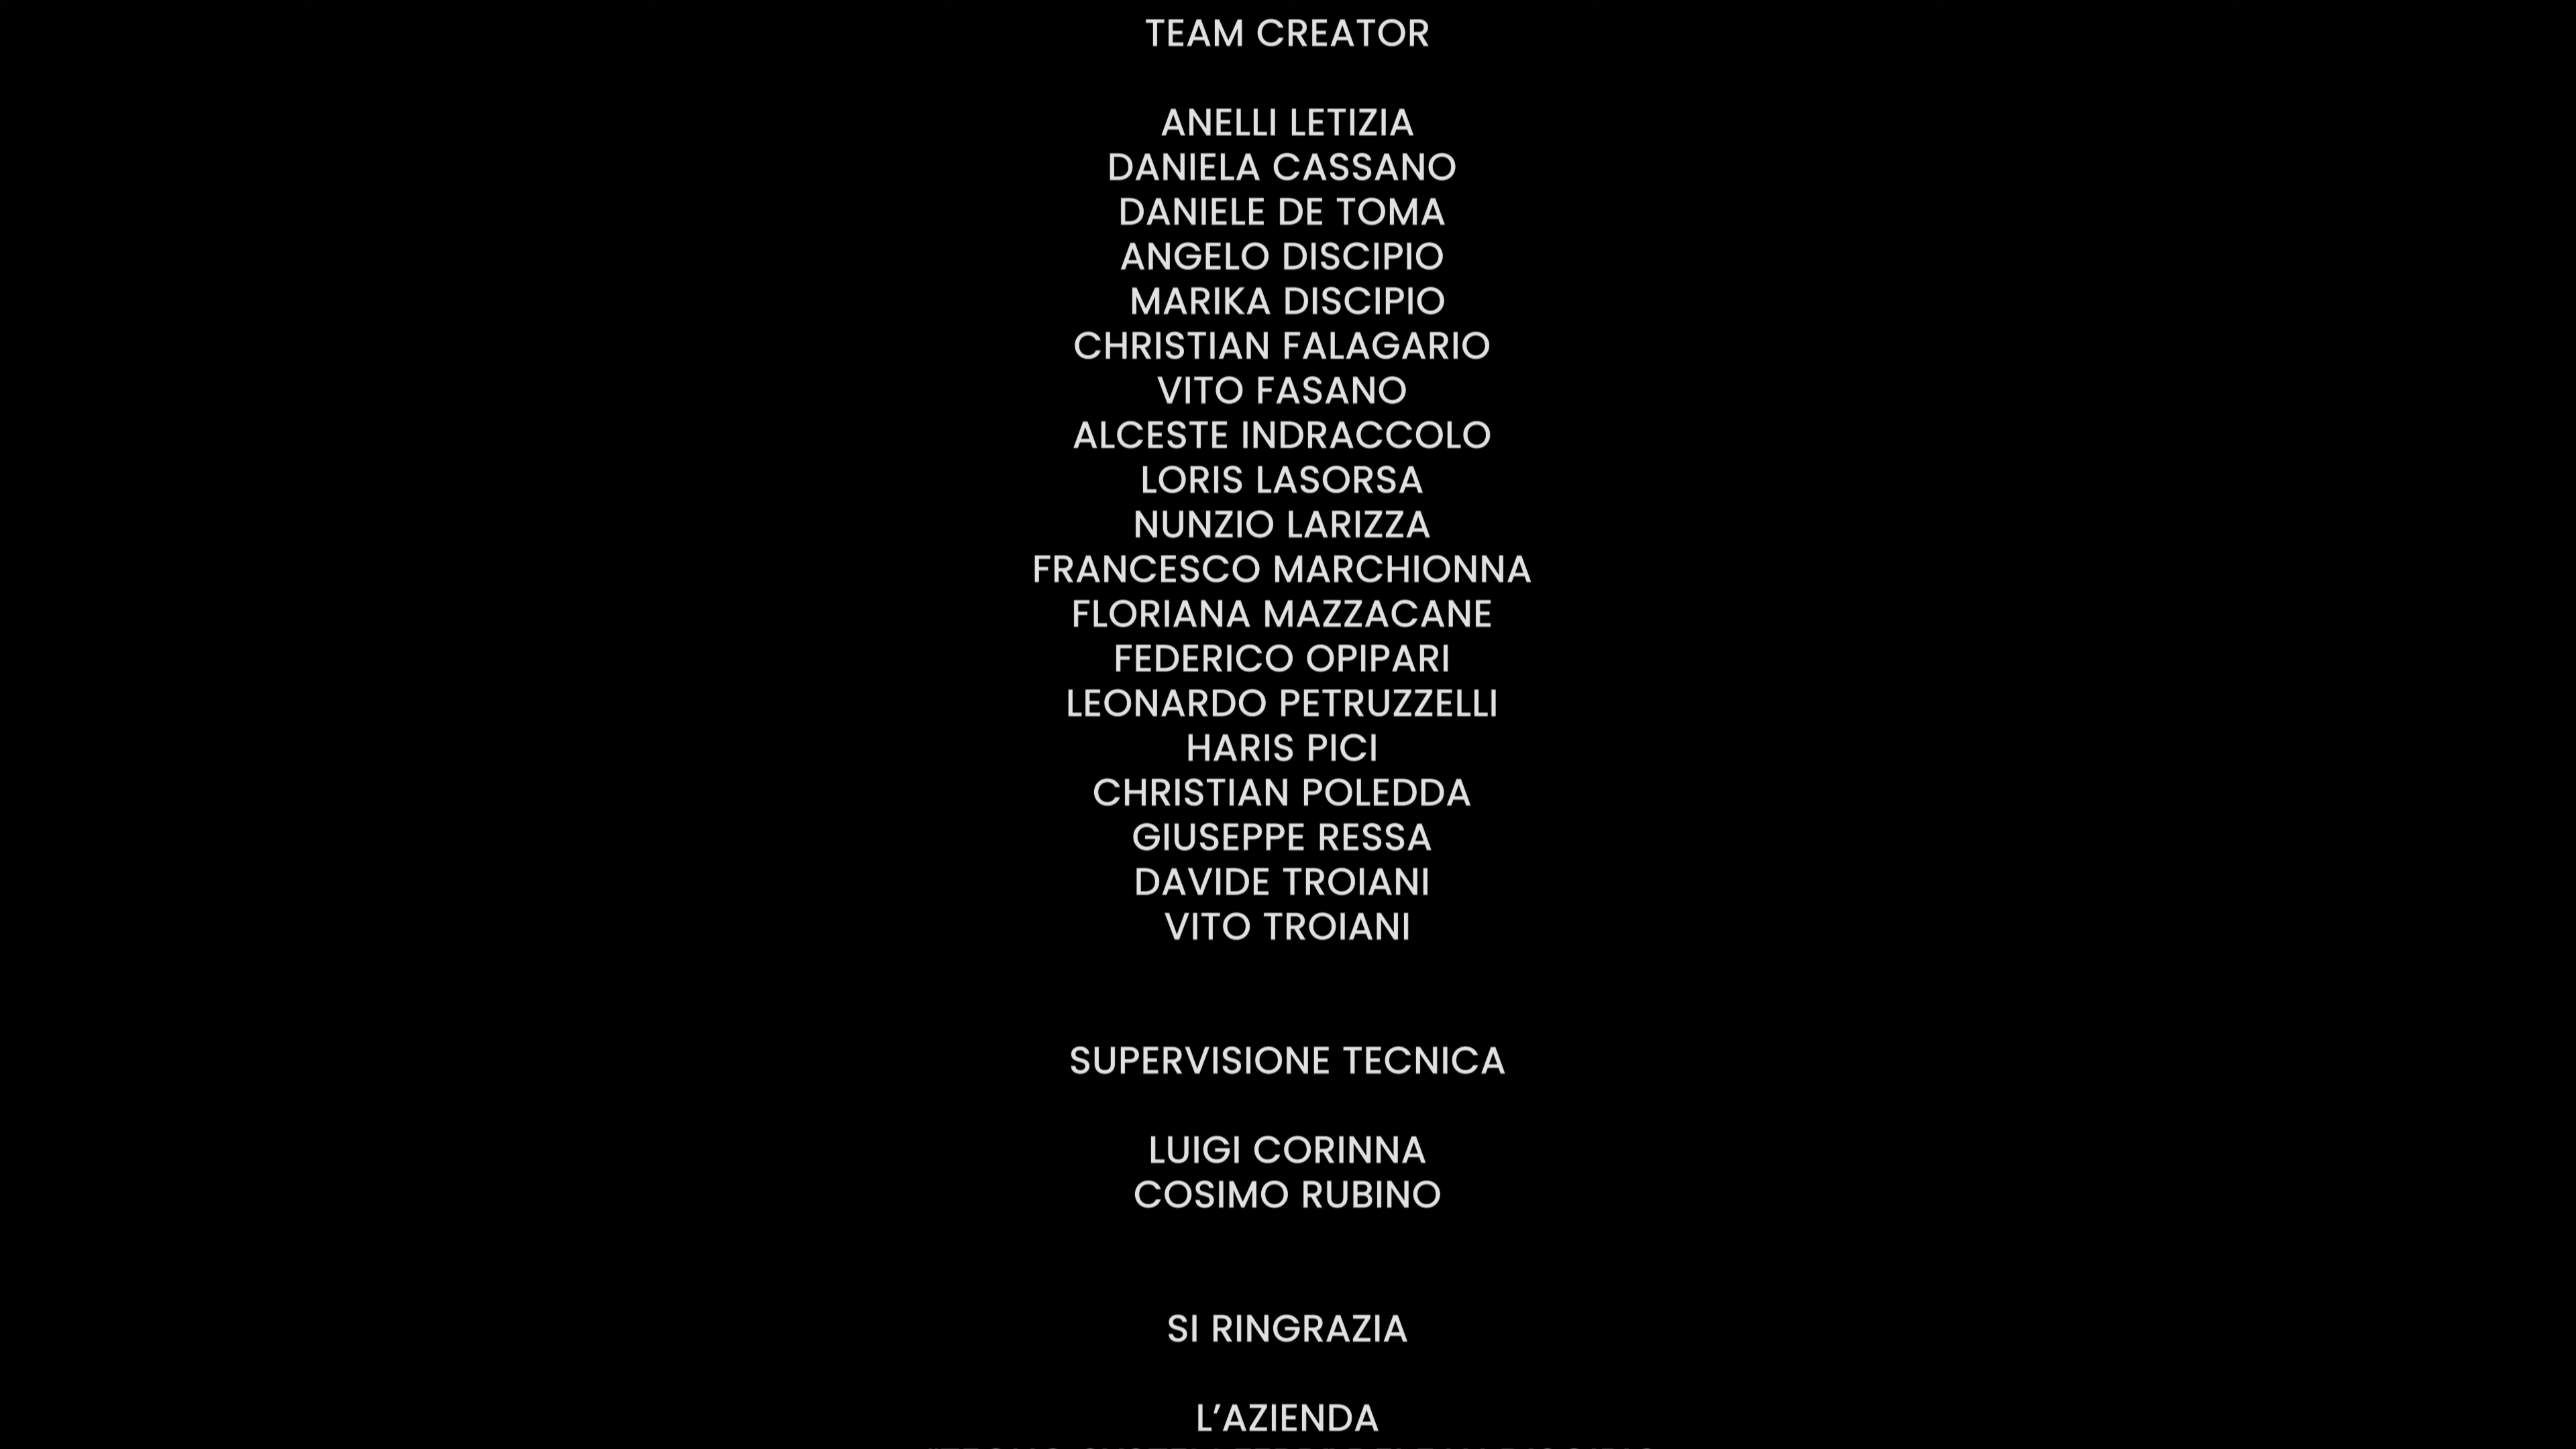 TEAM CREATOR
ANELLI LETIZIA
DANIELA CASSANO
DANIELE DE TOMA
ANGELO DISCIPIO
MARIKA DISCIPIO
CHRISTIAN FALAGARIO
VITO FASANO
ALCESTE INDRACCOLO
LORIS LASORSA
NUNZIO LARIZZA
FRANCESCO MARCHIONNA
FLORIANA MAZZACANE
FEDERICO OPIPARI
LEONARDO PETRUZZELLI
HARIS PICI
CHRISTIAN POLEDDA
GIUSEPPE RESSA
DAVIDE TROIANI
VITO TROIANI
SUPERVISIONE TECNICA
LUIGI CORINNA
COSIMO RUBINO
SI RINGRAZIA
L’AZIENDA